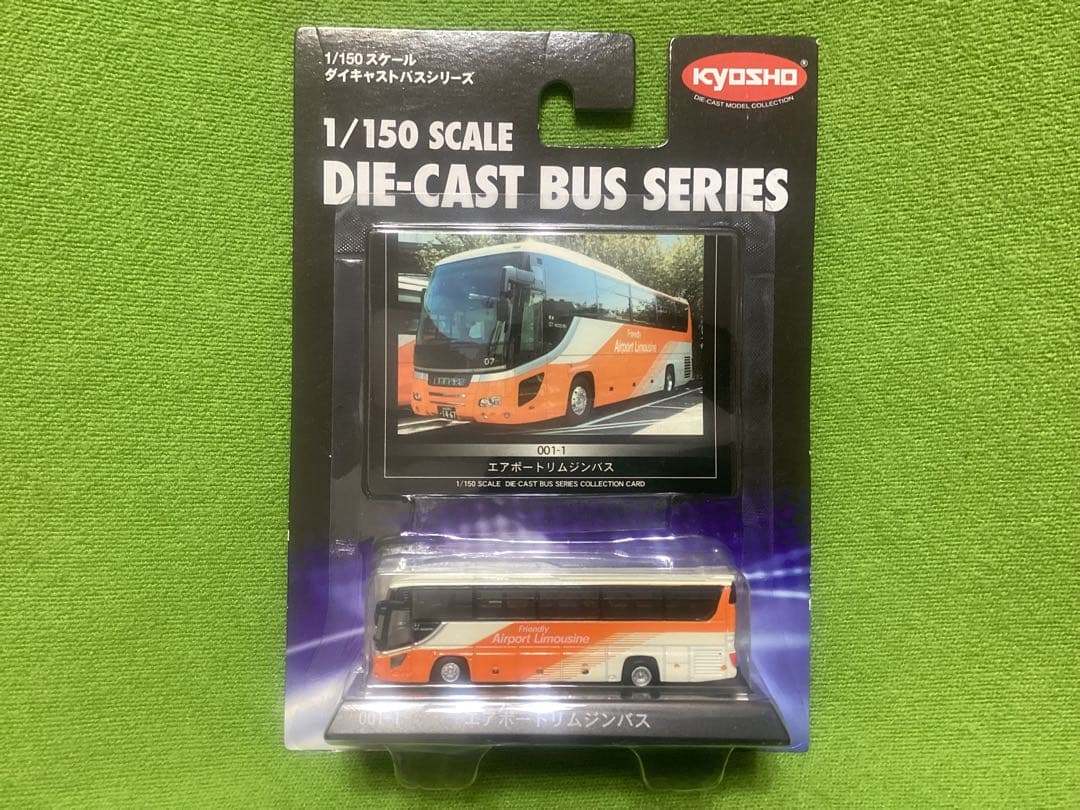 1/150 スケール
ダイキャストバスシリーズ
KYOSHO®
DIE-CAST MODEL COLLECTION
1/150 SCALE
DIE-CAST BUS SERIES
Friendly
Airport Limousine
07
001-1
エアポートリムジンバス
1/150 SCALE DIE-CAST BUS SERIES COLLECTION CARD
Friendly
Airport Limousine
001-1 エアポートリムジンバス